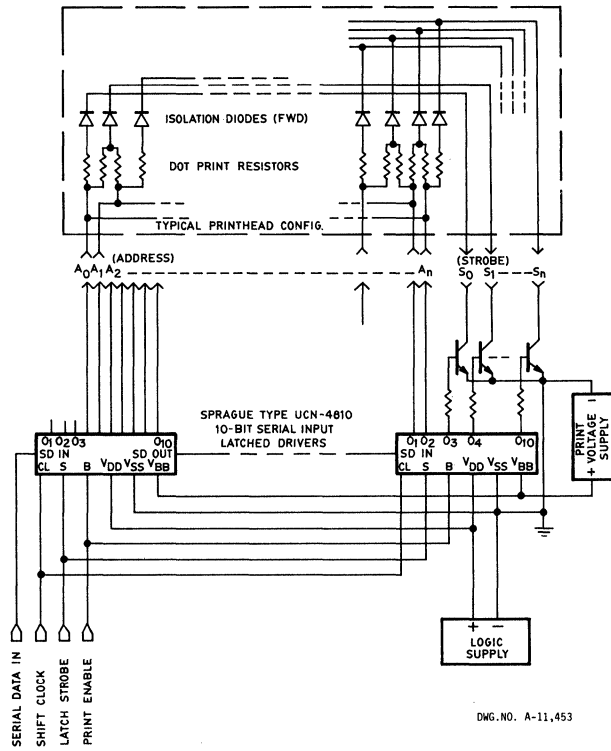 ISOLATION DIODES (FWD)
DOT PRINT RESISTORS
TYPICAL PRINTHEAD CONFIG.
(ADDRESS)
(STROBE)
A0 A1 A2
An
S0 S1
Sn
SPRAGUE TYPE UCN-4810
10-BIT SERIAL INPUT
LATCHED DRIVERS
O1 O2 O3 O10
SD IN SD OUT
CL S B VDD VSS VBB
O1 O2 O3 O4 O10
SD IN
CL S B VDD VSS VBB
PRINT
VOLTAGE
SUPPLY
+ −
+ −
LOGIC
SUPPLY
SERIAL DATA IN
SHIFT CLOCK
LATCH STROBE
PRINT ENABLE
DWG.NO. A-11,453